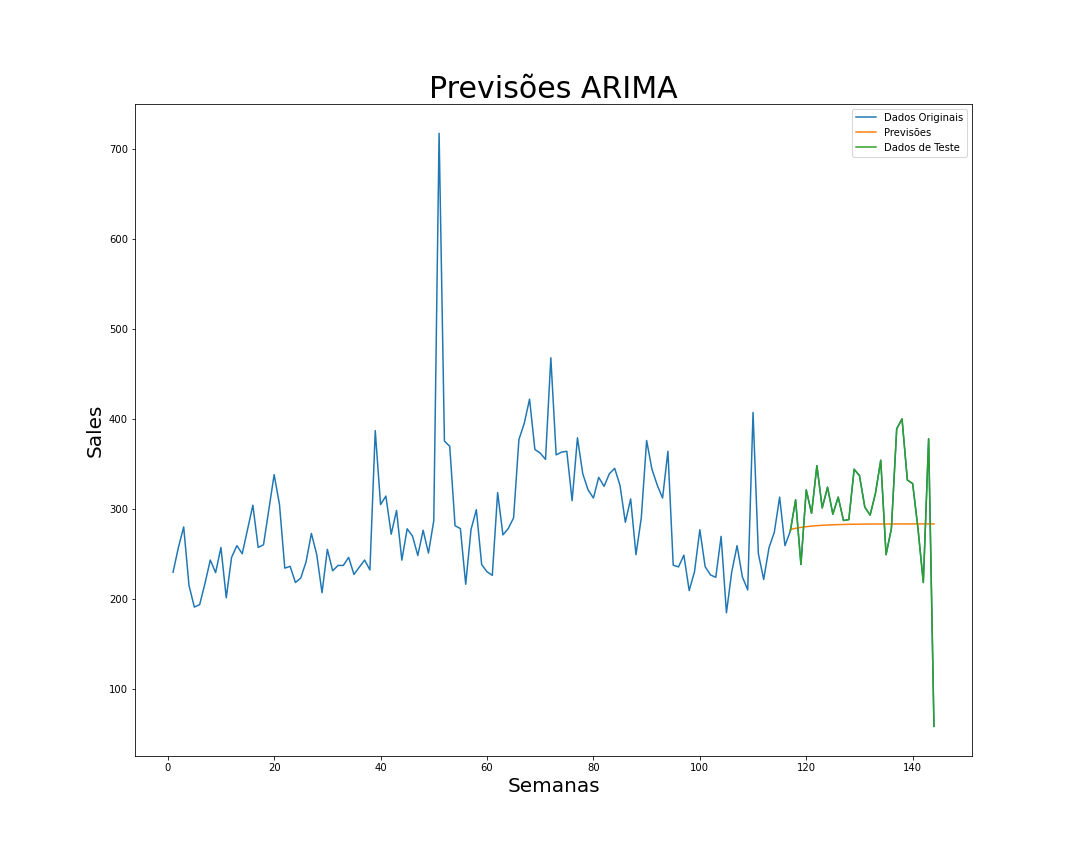 Previsões ARIMA
Dados Originais
Previsões
Dados de Teste
700
600
500
400
300
200
100
Sales
0 20 40 60 80 100 120 140
Semanas